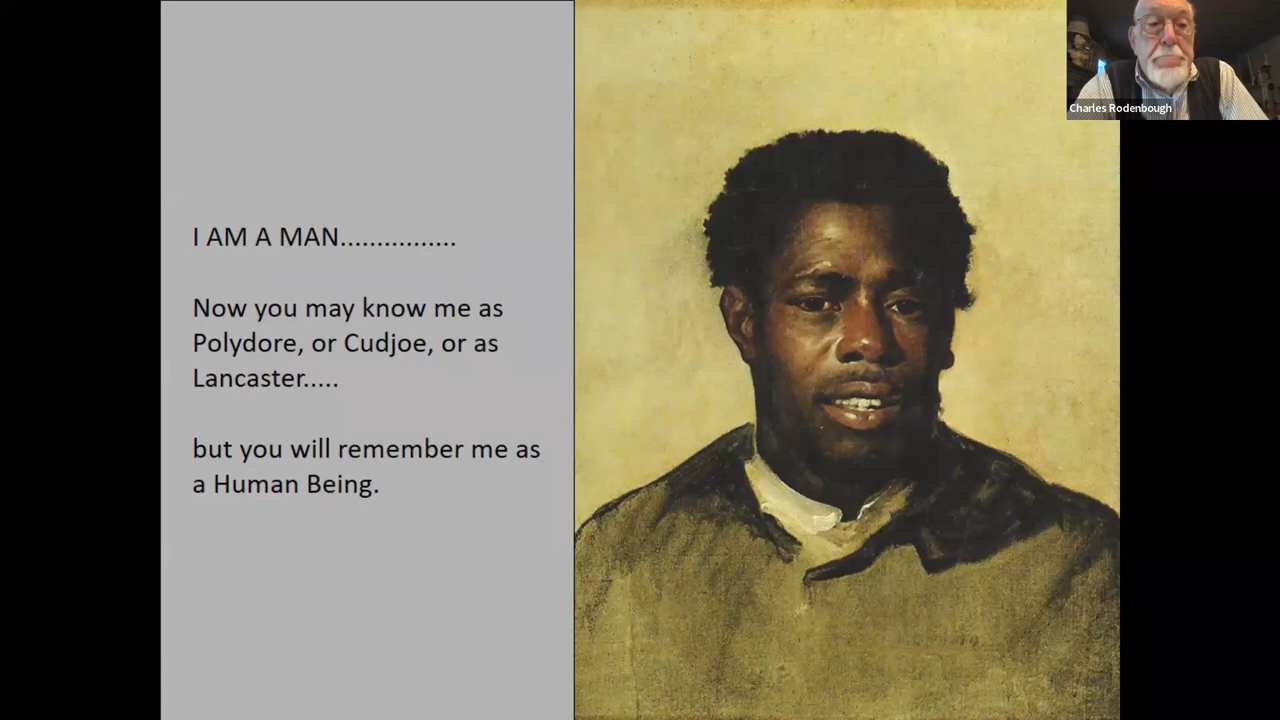 I AM A MAN................
Now you may know me as
Polydore, or Cudjoe, or as
Lancaster.....
but you will remember me as
a Human Being.
Charles Rodenbough